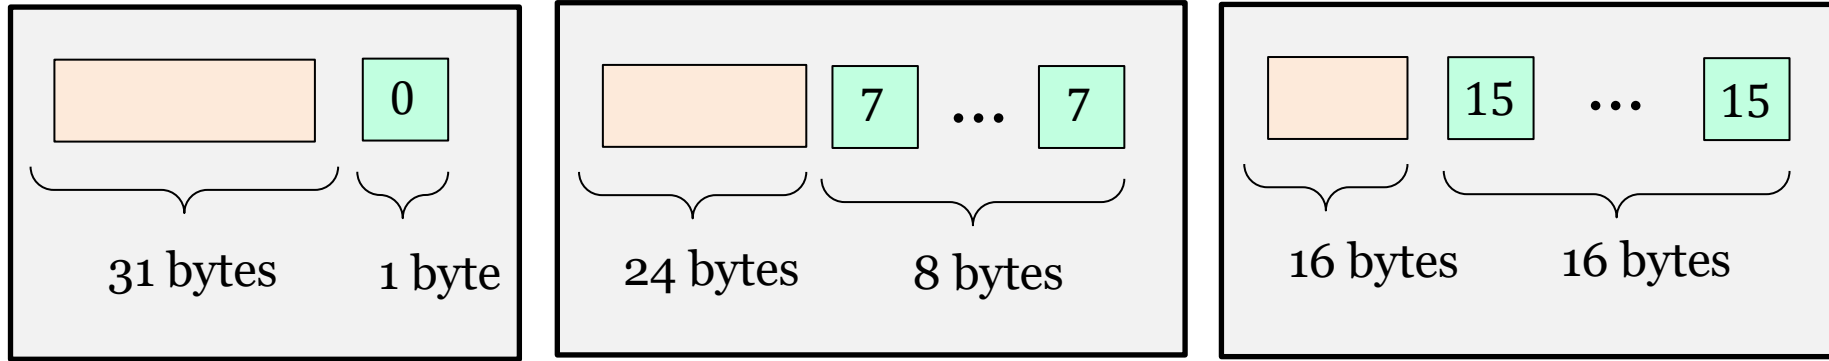 0
31 bytes 1 byte
7 ... 7
24 bytes 8 bytes
15 ... 15
16 bytes 16 bytes